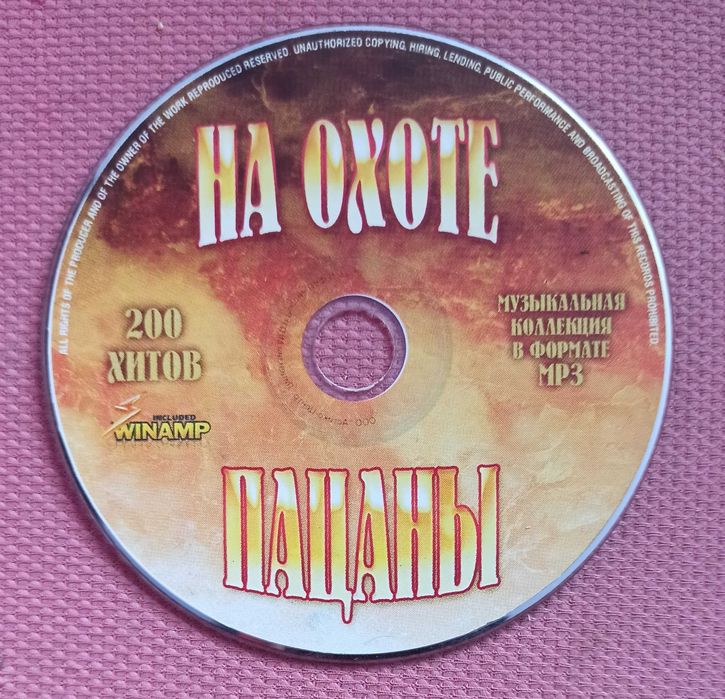 ALL RIGHTS OF THE PRODUCER AND OF THE OWNER OF THE WORK REPRODUCED RESERVED. UNAUTHORIZED COPYING, HIRING, LENDING, PUBLIC PERFORMANCE AND BROADCASTING OF THIS RECORDS PROHIBITED.
НА ОХОТЕ
200
ХИТОВ
INCLUDED
WINAMP
МУЗЫКАЛЬНАЯ
КОЛЛЕКЦИЯ
В ФОРМАТЕ
MP3
ПАЦАНЫ